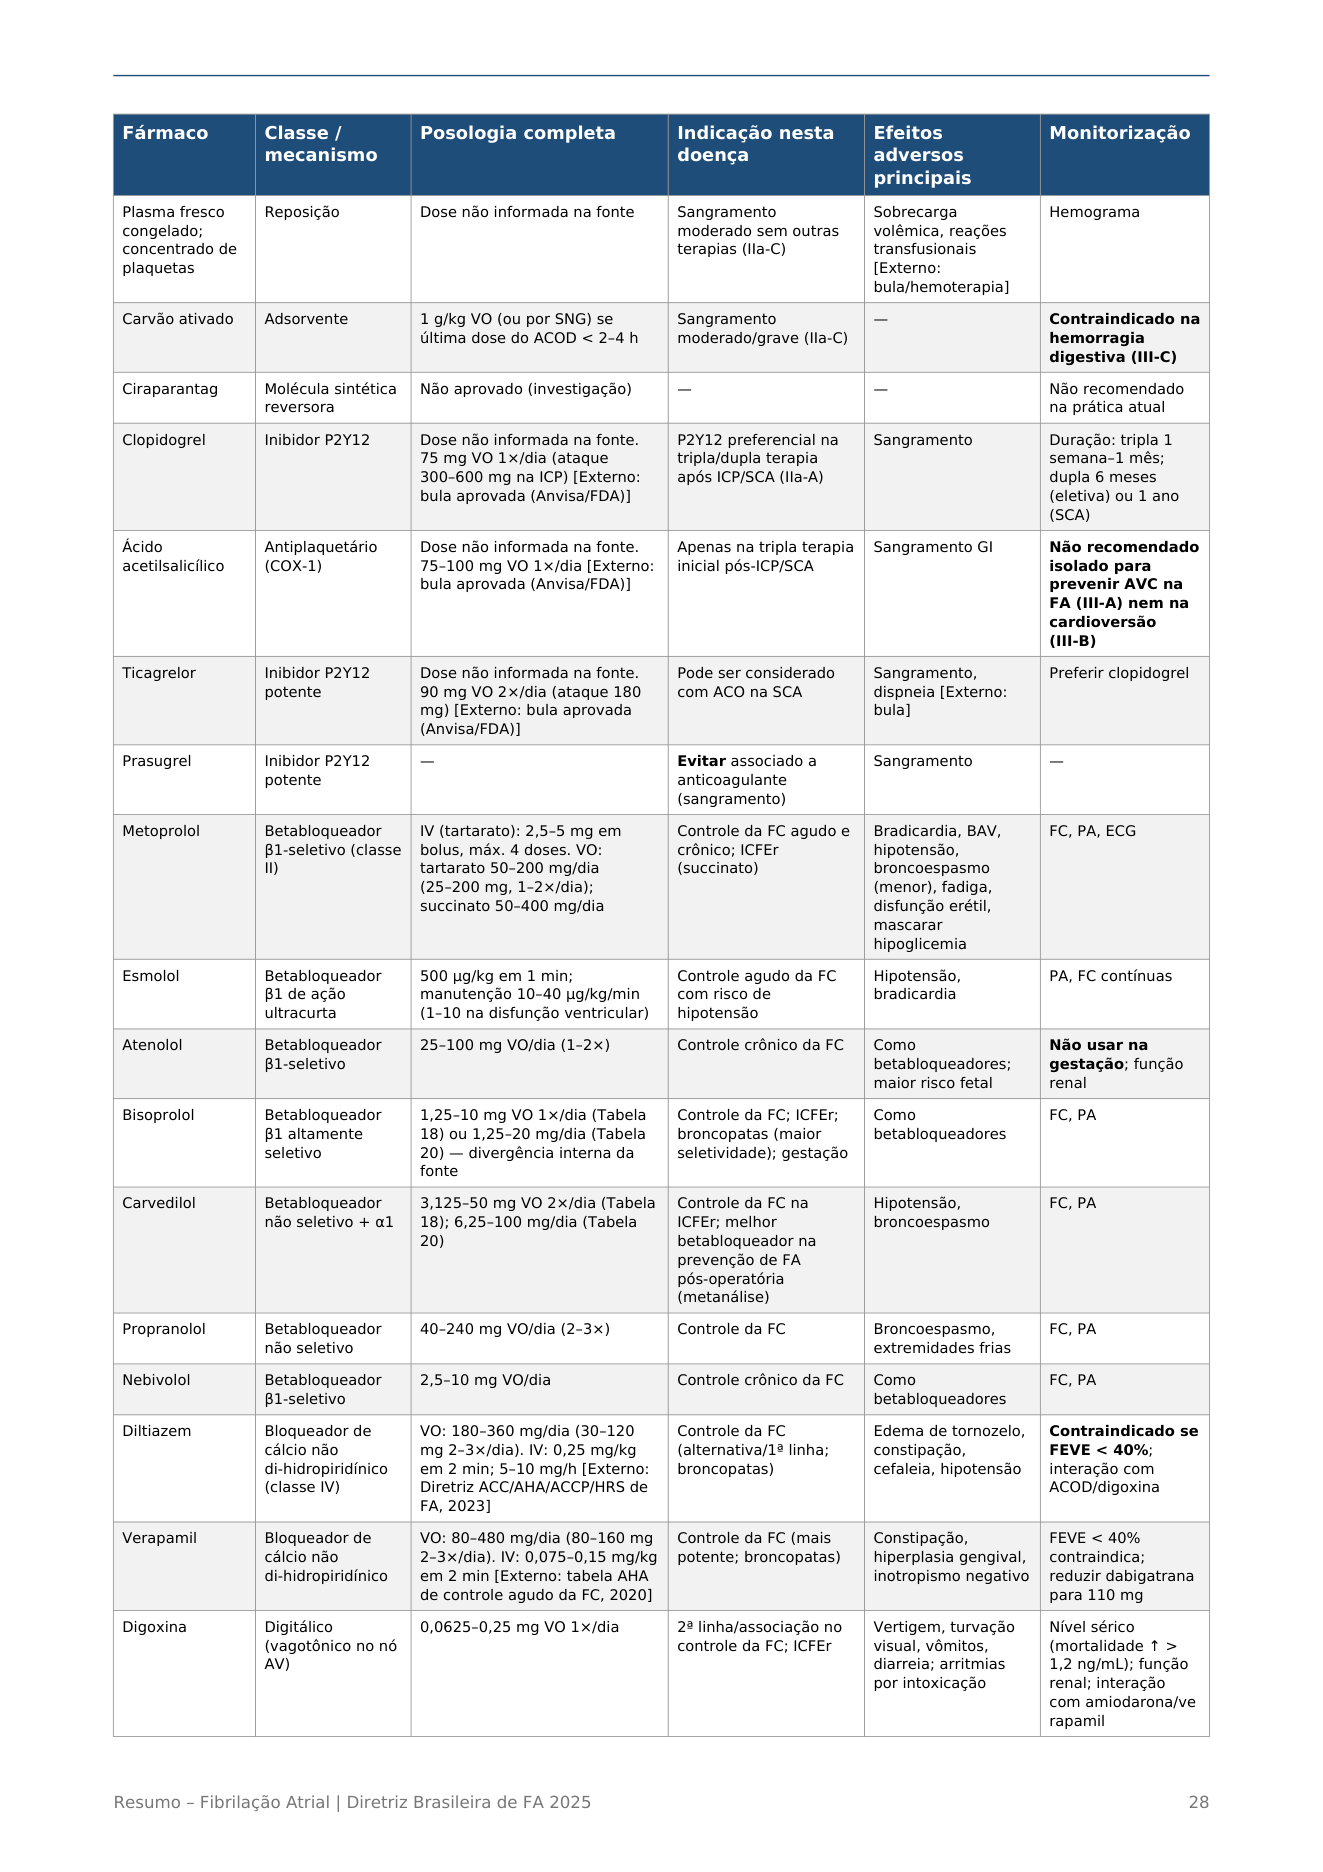 Fármaco
Classe /
mecanismo
Posologia completa
Indicação nesta
doença
Efeitos
adversos
principais
Monitorização
Plasma fresco
congelado;
concentrado de
plaquetas
Reposição
Dose não informada na fonte
Sangramento
moderado sem outras
terapias (IIa-C)
Sobrecarga
volêmica, reações
transfusionais
[Externo:
bula/hemoterapia]
Hemograma
Carvão ativado
Adsorvente
1 g/kg VO (ou por SNG) se
última dose do ACOD < 2–4 h
Sangramento
moderado/grave (IIa-C)
—
Contraindicado na
hemorragia
digestiva (III-C)
Ciraparantag
Molécula sintética
reversora
Não aprovado (investigação)
—
—
Não recomendado
na prática atual
Clopidogrel
Inibidor P2Y12
Dose não informada na fonte.
75 mg VO 1×/dia (ataque
300–600 mg na ICP) [Externo:
bula aprovada (Anvisa/FDA)]
P2Y12 preferencial na
tripla/dupla terapia
após ICP/SCA (IIa-A)
Sangramento
Duração: tripla 1
semana–1 mês;
dupla 6 meses
(eletiva) ou 1 ano
(SCA)
Ácido
acetilsalicílico
Antiplaquetário
(COX-1)
Dose não informada na fonte.
75–100 mg VO 1×/dia [Externo:
bula aprovada (Anvisa/FDA)]
Apenas na tripla terapia
inicial pós-ICP/SCA
Sangramento GI
Não recomendado
isolado para
prevenir AVC na
FA (III-A) nem na
cardioversão
(III-B)
Ticagrelor
Inibidor P2Y12
potente
Dose não informada na fonte.
90 mg VO 2×/dia (ataque 180
mg) [Externo: bula aprovada
(Anvisa/FDA)]
Pode ser considerado
com ACO na SCA
Sangramento,
dispneia [Externo:
bula]
Preferir clopidogrel
Prasugrel
Inibidor P2Y12
potente
—
Evitar associado a
anticoagulante
(sangramento)
Sangramento
—
Metoprolol
Betabloqueador
β1-seletivo (classe
II)
IV (tartarato): 2,5–5 mg em
bolus, máx. 4 doses. VO:
tartarato 50–200 mg/dia
(25–200 mg, 1–2×/dia);
succinato 50–400 mg/dia
Controle da FC agudo e
crônico; ICFEr
(succinato)
Bradicardia, BAV,
hipotensão,
broncoespasmo
(menor), fadiga,
disfunção erétil,
mascarar
hipoglicemia
FC, PA, ECG
Esmolol
Betabloqueador
β1 de ação
ultracurta
500 µg/kg em 1 min;
manutenção 10–40 µg/kg/min
(1–10 na disfunção ventricular)
Controle agudo da FC
com risco de
hipotensão
Hipotensão,
bradicardia
PA, FC contínuas
Atenolol
Betabloqueador
β1-seletivo
25–100 mg VO/dia (1–2×)
Controle crônico da FC
Como
betabloqueadores;
maior risco fetal
Não usar na
gestação; função
renal
Bisoprolol
Betabloqueador
β1 altamente
seletivo
1,25–10 mg VO 1×/dia (Tabela
18) ou 1,25–20 mg/dia (Tabela
20) — divergência interna da
fonte
Controle da FC; ICFEr;
broncopatas (maior
seletividade); gestação
Como
betabloqueadores
FC, PA
Carvedilol
Betabloqueador
não seletivo + α1
3,125–50 mg VO 2×/dia (Tabela
18); 6,25–100 mg/dia (Tabela
20)
Controle da FC na
ICFEr; melhor
betabloqueador na
prevenção de FA
pós-operatória
(metanálise)
Hipotensão,
broncoespasmo
FC, PA
Propranolol
Betabloqueador
não seletivo
40–240 mg VO/dia (2–3×)
Controle da FC
Broncoespasmo,
extremidades frias
FC, PA
Nebivolol
Betabloqueador
β1-seletivo
2,5–10 mg VO/dia
Controle crônico da FC
Como
betabloqueadores
FC, PA
Diltiazem
Bloqueador de
cálcio não
di-hidropiridínico
(classe IV)
VO: 180–360 mg/dia (30–120
mg 2–3×/dia). IV: 0,25 mg/kg
em 2 min; 5–10 mg/h [Externo:
Diretriz ACC/AHA/ACCP/HRS de
FA, 2023]
Controle da FC
(alternativa/1ª linha;
broncopatas)
Edema de tornozelo,
constipação,
cefaleia, hipotensão
Contraindicado se
FEVE < 40%;
interação com
ACOD/digoxina
Verapamil
Bloqueador de
cálcio não
di-hidropiridínico
VO: 80–480 mg/dia (80–160 mg
2–3×/dia). IV: 0,075–0,15 mg/kg
em 2 min [Externo: tabela AHA
de controle agudo da FC, 2020]
Controle da FC (mais
potente; broncopatas)
Constipação,
hiperplasia gengival,
inotropismo negativo
FEVE < 40%
contraindica;
reduzir dabigatrana
para 110 mg
Digoxina
Digitálico
(vagotônico no nó
AV)
0,0625–0,25 mg VO 1×/dia
2ª linha/associação no
controle da FC; ICFEr
Vertigem, turvação
visual, vômitos,
diarreia; arritmias
por intoxicação
Nível sérico
(mortalidade ↑ >
1,2 ng/mL); função
renal; interação
com amiodarona/ve
rapamil
Resumo – Fibrilação Atrial | Diretriz Brasileira de FA 2025
28